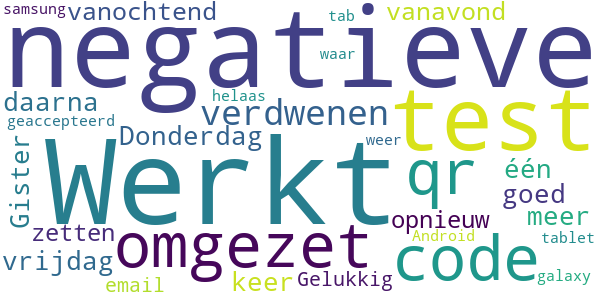 samsung vanochtend tab vanavond
negatieve
waar
daarna helaas
geaccepteerd verdwenen test
Donderdag weer
Gister Werkt qr één
goed
zetten omgezet opnieuw meer
Android tablet
vrijdag code
email keer Gelukkig galaxy